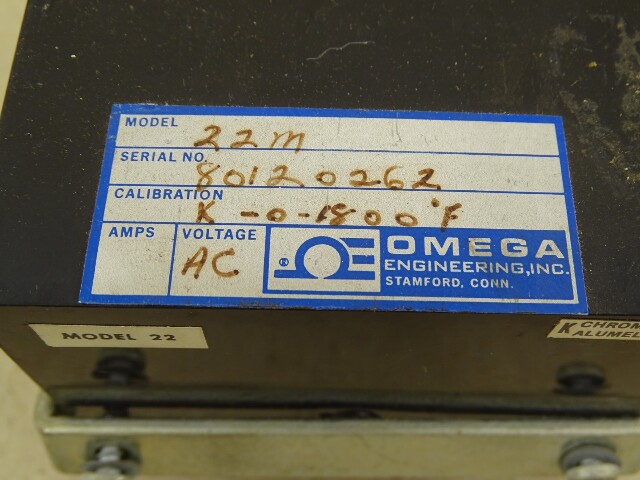 MODEL 22M
SERIAL NO. 80120262
CALIBRATION K -0-1800°F
AMPS VOLTAGE AC
OMEGA
ENGINEERING, INC.
STAMFORD, CONN.
MODEL 22
K CHROM
ALUMEL